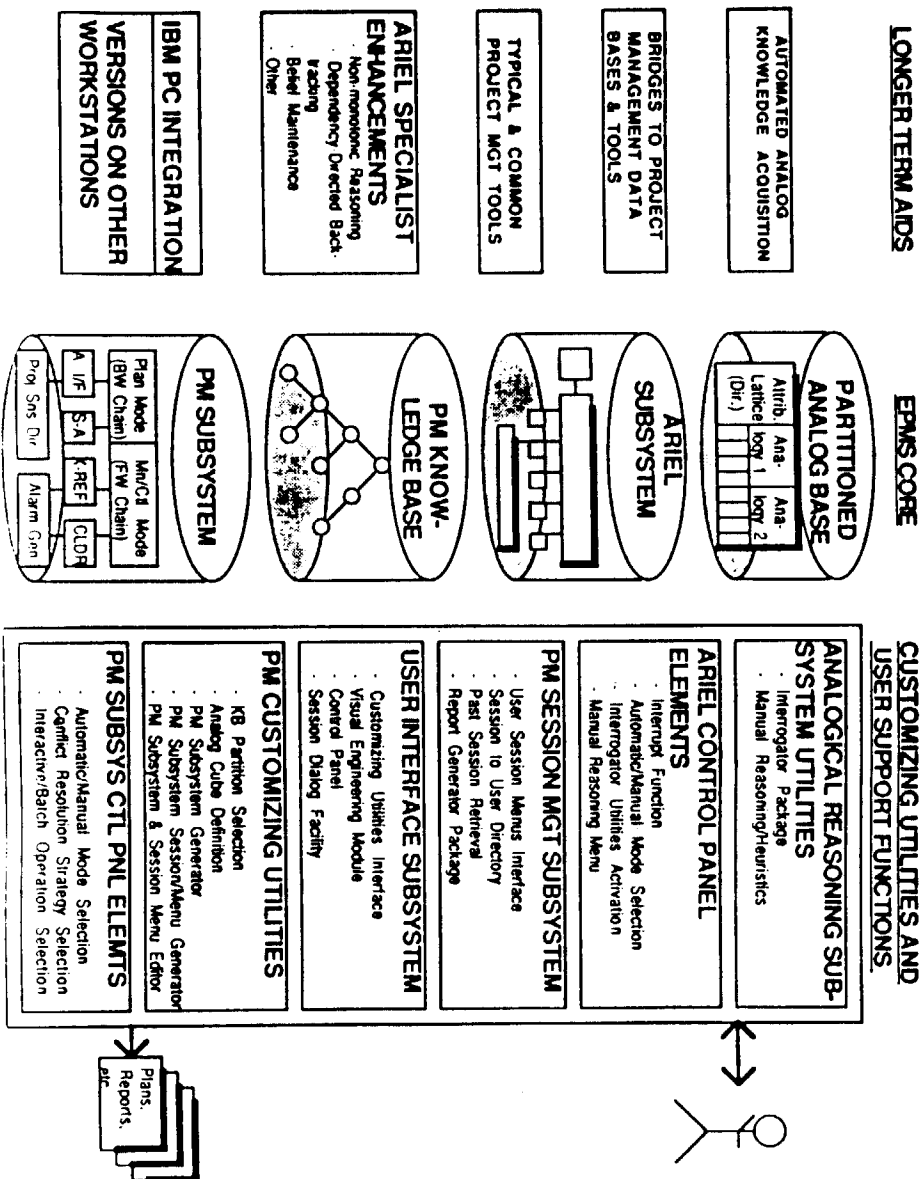 LONGER TERM AIDS
AUTOMATED ANALOG
KNOWLEDGE ACQUISITION
BRIDGES TO PROJECT
MANAGEMENT DATA
BASES & TOOLS
TYPICAL & COMMON
PROJECT MGT TOOLS
ARIEL SPECIALIST
ENHANCEMENTS
· Non-monotonic Reasoning
· Dependency Directed Back-
tracking
· Belief Maintenance
· Other
IBM PC INTEGRATION
VERSIONS ON OTHER
WORKSTATIONS
EPMS CORE
PARTITIONED
ANALOG BASE
Attrib.
Lattice
(Dir.)
Ana-
logy 1
Ana-
logy 2
ARIEL
SUBSYSTEM
PM KNOW-
LEDGE BASE
PM SUBSYSTEM
Plan Mode
(BW Chain)
Mn/Ctl Mode
(FW Chain)
A I/F
S-A
X-REF
CLDR
Proj Sns Dir
Alarm Gen
CUSTOMIZING UTILITIES AND
USER SUPPORT FUNCTIONS
ANALOGICAL REASONING SUB-
SYSTEM UTILITIES
· Interrogator Package
· Manual Reasoning/Heuristics
ARIEL CONTROL PANEL
ELEMENTS
· Interrupt Function
· Automatic/Manual Mode Selection
· Interrogator Utilities Activation
· Manual Reasoning Menu
PM SESSION MGT SUBSYSTEM
· User Session Menus Interface
· Session to User Directory
· Past Session Retrieval
· Report Generator Package
USER INTERFACE SUBSYSTEM
· Customizing Utilities Interface
· Visual Engineering Module
· Control Panel
· Session Dialog Facility
PM CUSTOMIZING UTILITIES
· KB Partition Selection
· Analog Cube Definition
· PM Subsystem Generator
· PM Subsystem Sesson/Menu Generator
· PM Subsystem & Session Menu Editor
PM SUBSYS CTL PNL ELEMTS
· Automatic/Manual Mode Selection
· Conflict Resolution Strategy Selection
· Interactive/Batch Operation Selection
Plans,
Reports,
etc